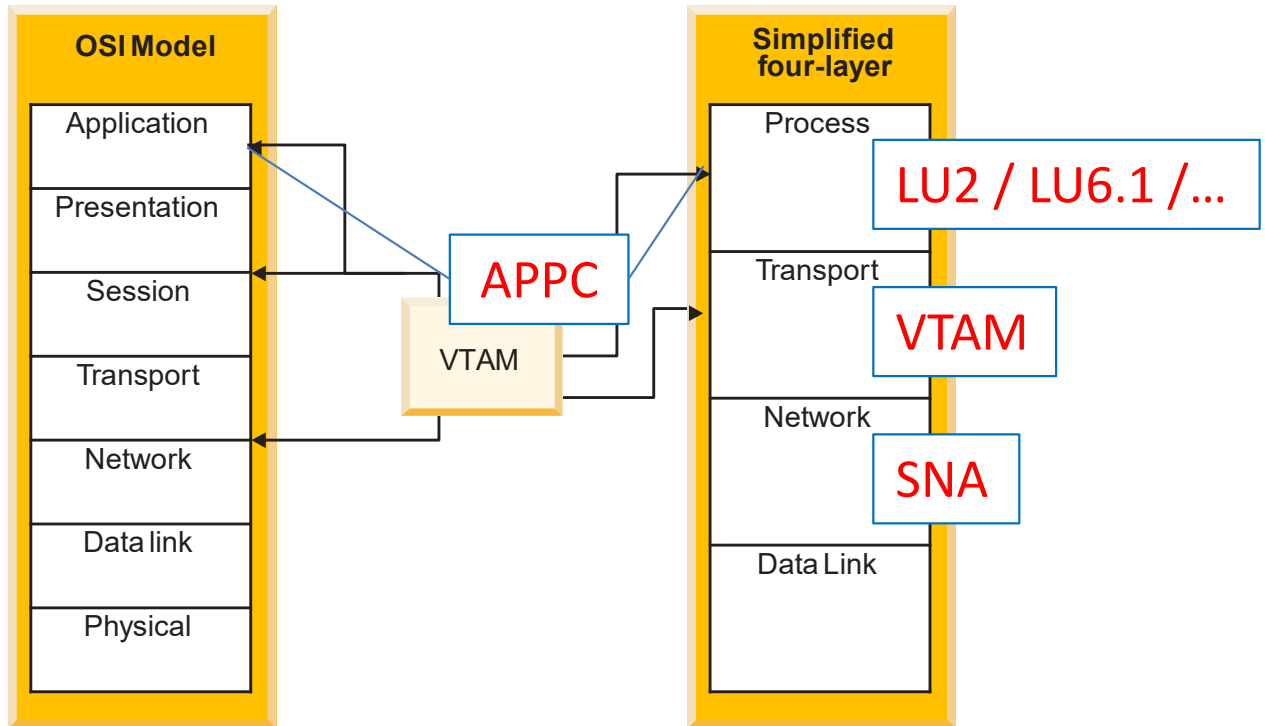 OSI Model
Application
Presentation
Session
Transport
Network
Data link
Physical
APPC
VTAM
Simplified
four-layer
Process
LU2 / LU6.1 /...
Transport
VTAM
Network
SNA
Data Link